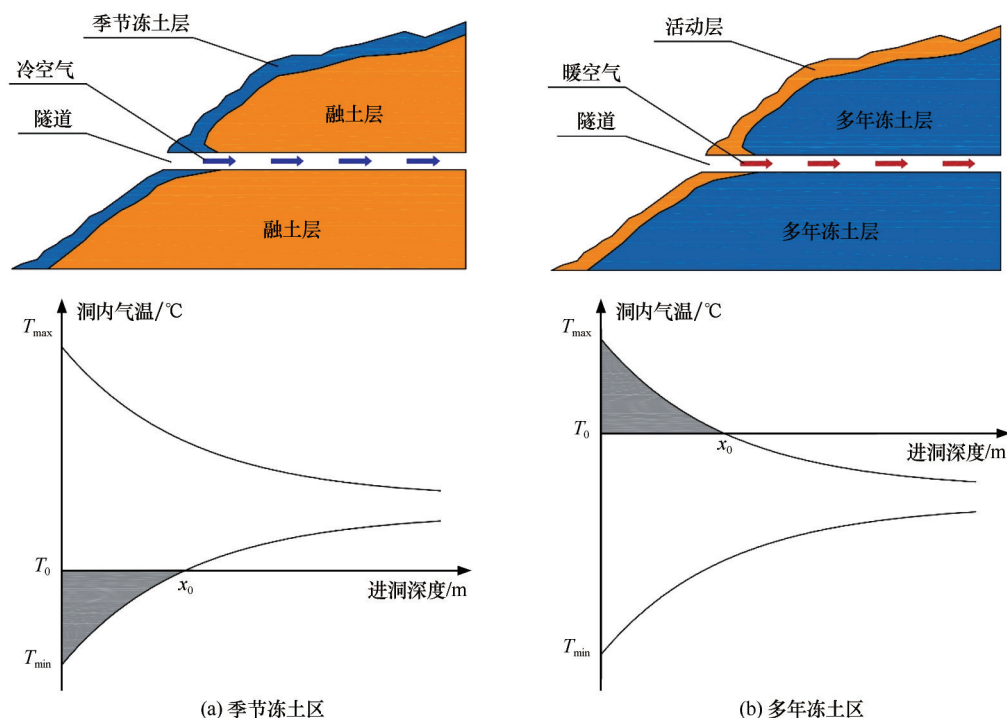 季节冻土层
冷空气
隧道
融土层
融土层
活动层
暖空气
隧道
多年冻土层
多年冻土层
洞内气温/℃
Tmax
T0
x0
进洞深度/m
Tmin
(a) 季节冻土区
洞内气温/℃
Tmax
T0
x0
进洞深度/m
Tmin
(b) 多年冻土区